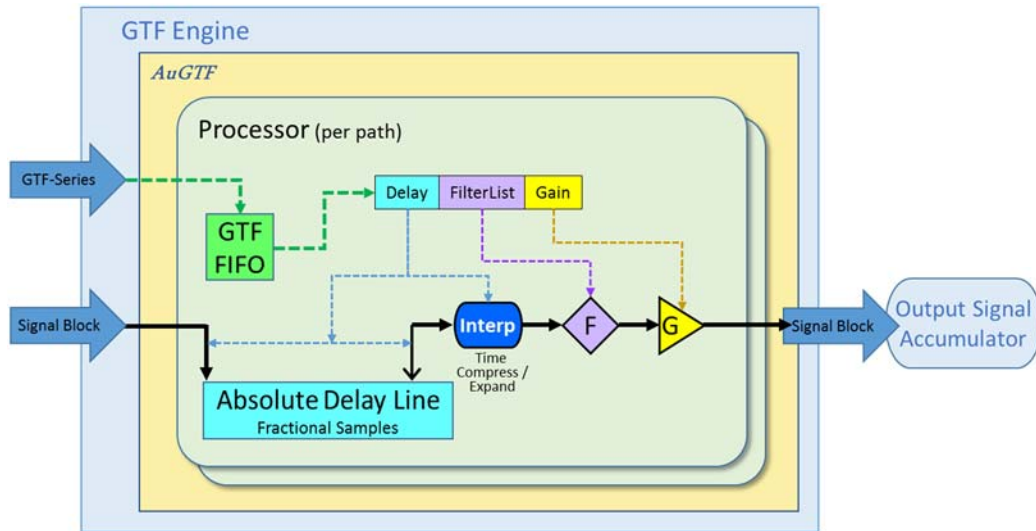 GTF Engine
AuGTF
Processor (per path)
GTF-Series
Delay FilterList Gain
GTF
FIFO
Signal Block
Interp
F
G
Signal Block
Output Signal
Accumulator
Time
Compress /
Expand
Absolute Delay Line
Fractional Samples